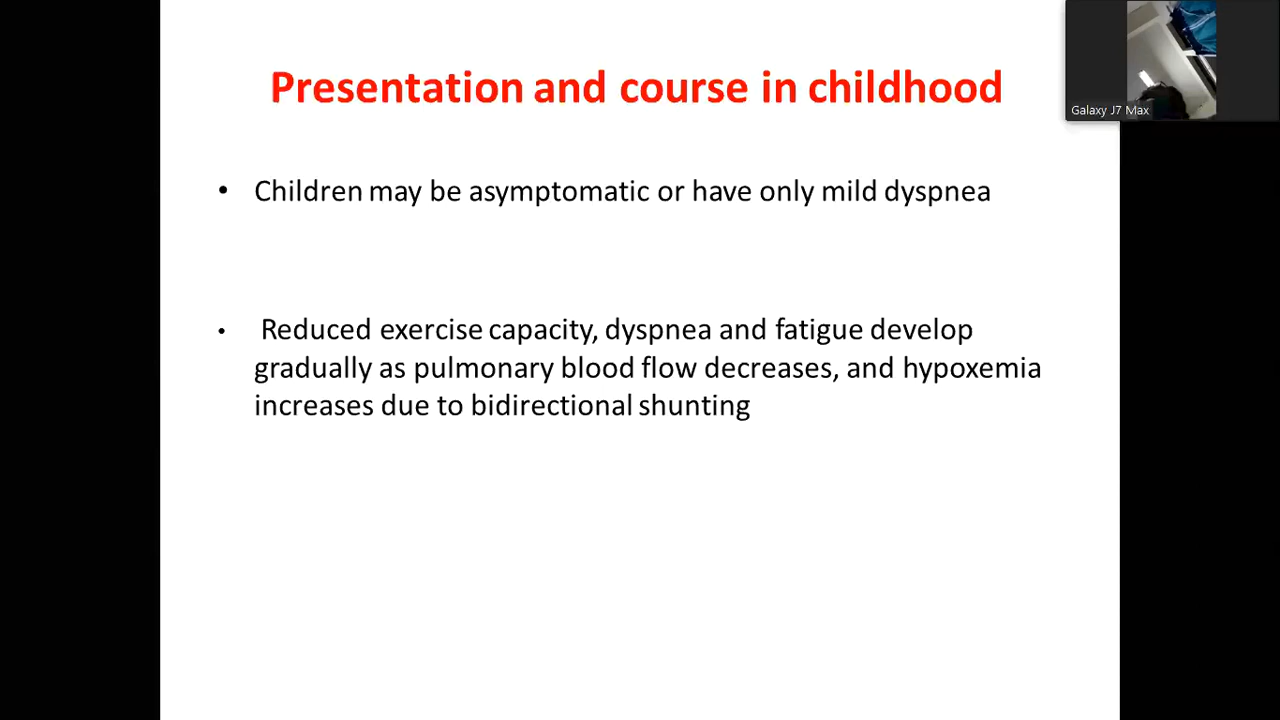 Presentation and course in childhood
Galaxy J7 Max
• Children may be asymptomatic or have only mild dyspnea
• Reduced exercise capacity, dyspnea and fatigue develop
gradually as pulmonary blood flow decreases, and hypoxemia
increases due to bidirectional shunting